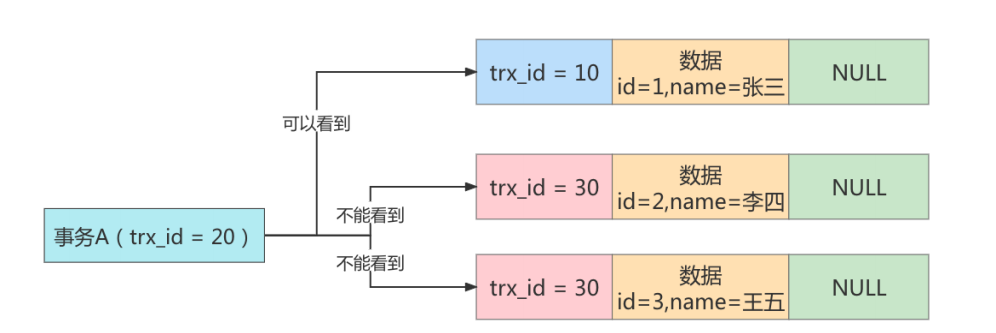 trx_id = 10
数据
id=1,name=张三
NULL
可以看到
trx_id = 30
数据
id=2,name=李四
NULL
不能看到
事务A（trx_id = 20）
不能看到
trx_id = 30
数据
id=3,name=王五
NULL